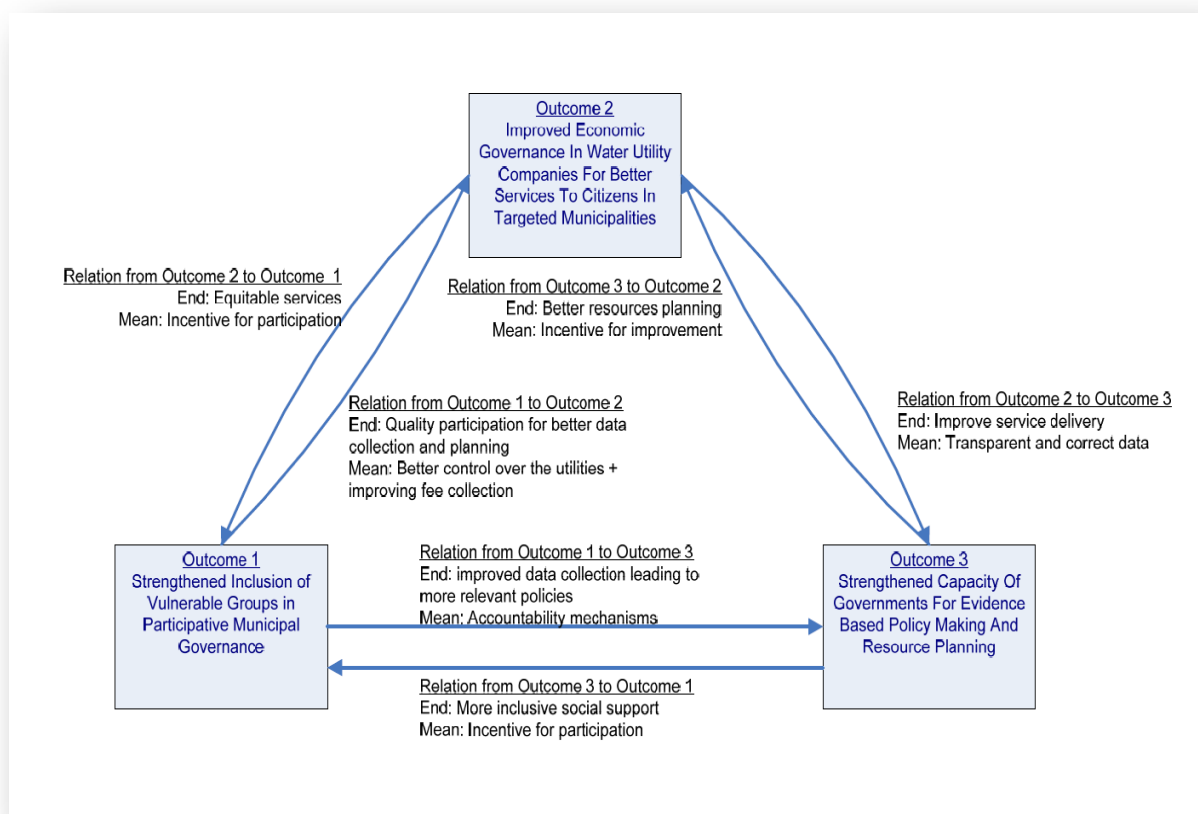 Outcome 2
Improved Economic
Governance In Water Utility
Companies For Better
Services To Citizens In
Targeted Municipalities
Relation from Outcome 2 to Outcome 1
End: Equitable services
Mean: Incentive for participation
Relation from Outcome 3 to Outcome 2
End: Better resources planning
Mean: Incentive for improvement
Relation from Outcome 1 to Outcome 2
End: Quality participation for better data
collection and planning
Mean: Better control over the utilities +
improving fee collection
Relation from Outcome 2 to Outcome 3
End: Improve service delivery
Mean: Transparent and correct data
Outcome 1
Strengthened Inclusion of
Vulnerable Groups in
Participative Municipal
Governance
Relation from Outcome 1 to Outcome 3
End: improved data collection leading to
more relevant policies
Mean: Accountability mechanisms
Outcome 3
Strengthened Capacity Of
Governments For Evidence
Based Policy Making And
Resource Planning
Relation from Outcome 3 to Outcome 1
End: More inclusive social support
Mean: Incentive for participation